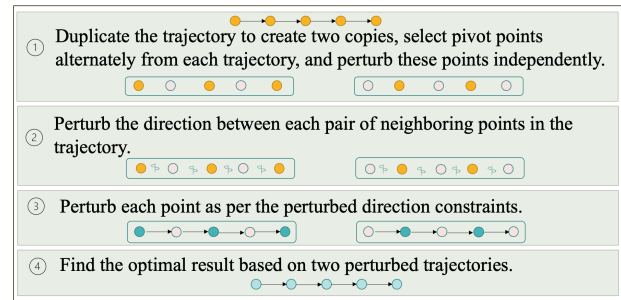 1 Duplicate the trajectory to create two copies, select pivot points
alternately from each trajectory, and perturb these points independently.
2 Perturb the direction between each pair of neighboring points in the
trajectory.
3 Perturb each point as per the perturbed direction constraints.
4 Find the optimal result based on two perturbed trajectories.